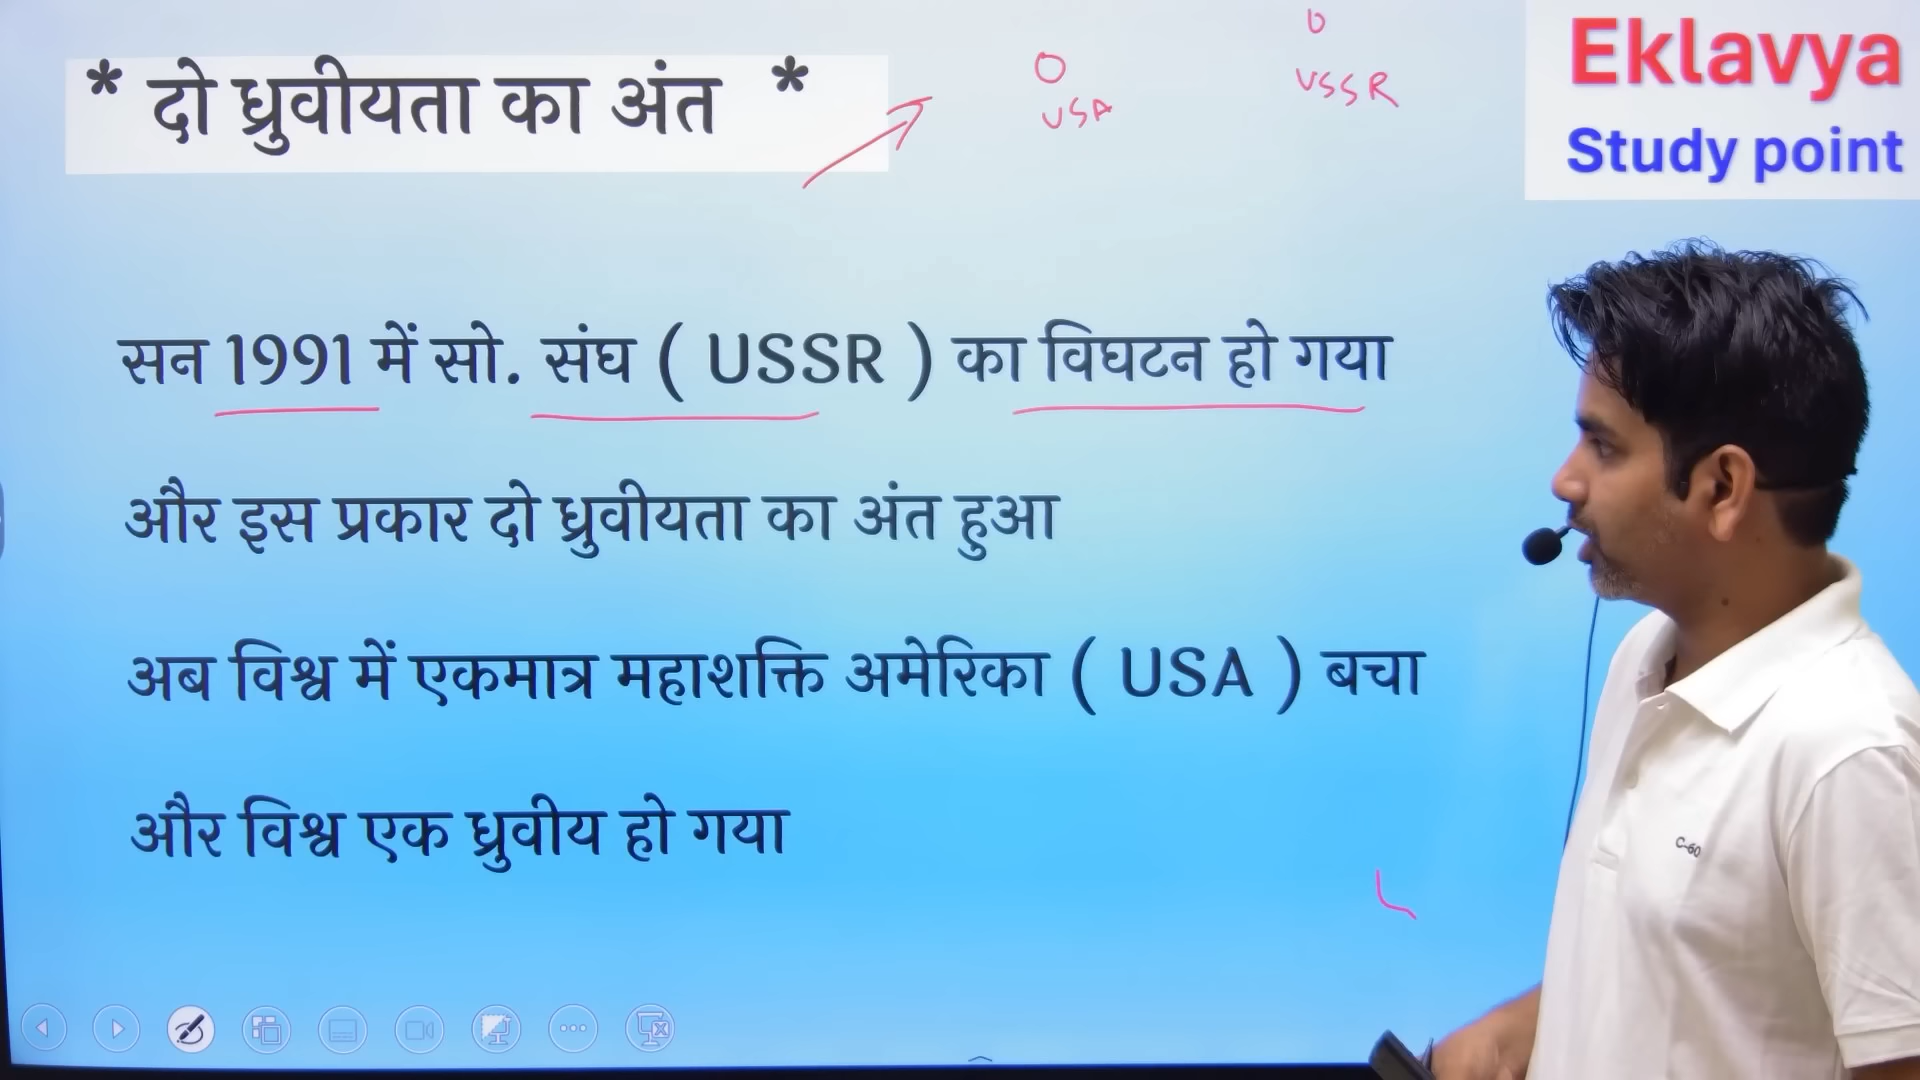 * दो ध्रुवीयता का अंत *
USA
USSR
Eklavya
Study point
सन 1991 में सो. संघ ( USSR ) का विघटन हो गया
और इस प्रकार दो ध्रुवीयता का अंत हुआ
अब विश्व में एकमात्र महाशक्ति अमेरिका ( USA ) बचा
और विश्व एक ध्रुवीय हो गया
C-60